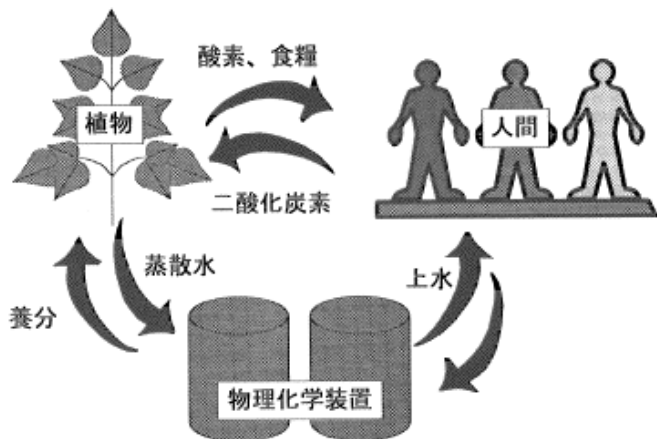 酸素、食糧
植物
人間
二酸化炭素
蒸散水
上水
養分
物理化学装置